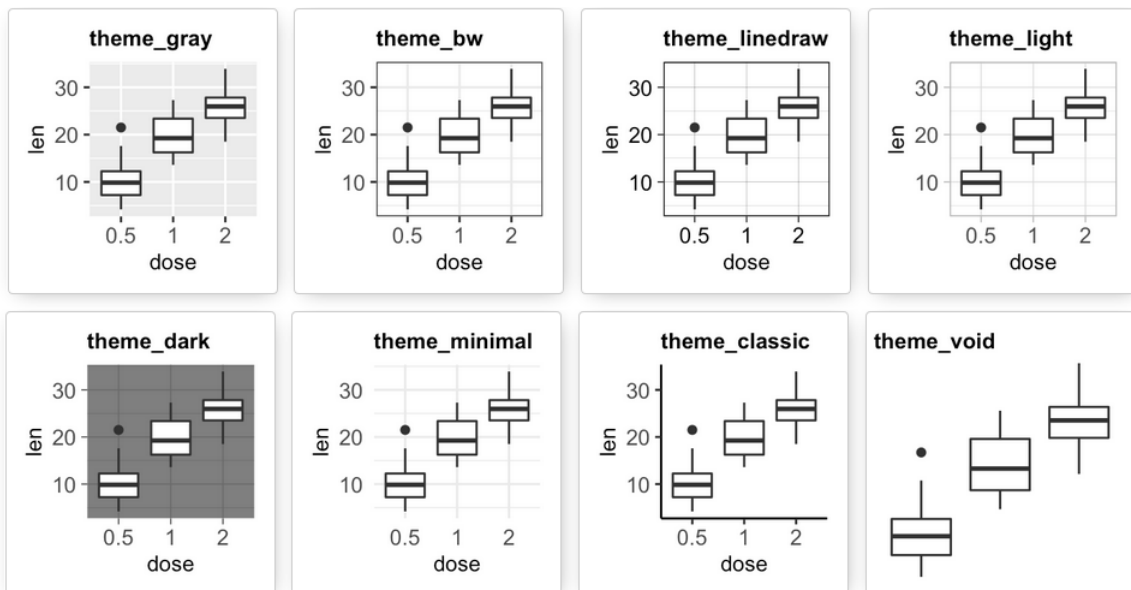 theme_gray
30
20
10
len
0.5 1 2
dose
theme_bw
30
20
10
len
0.5 1 2
dose
theme_linedraw
30
20
10
len
0.5 1 2
dose
theme_light
30
20
10
len
0.5 1 2
dose
theme_dark
30
20
10
len
0.5 1 2
dose
theme_minimal
30
20
10
len
0.5 1 2
dose
theme_classic
30
20
10
len
0.5 1 2
dose
theme_void